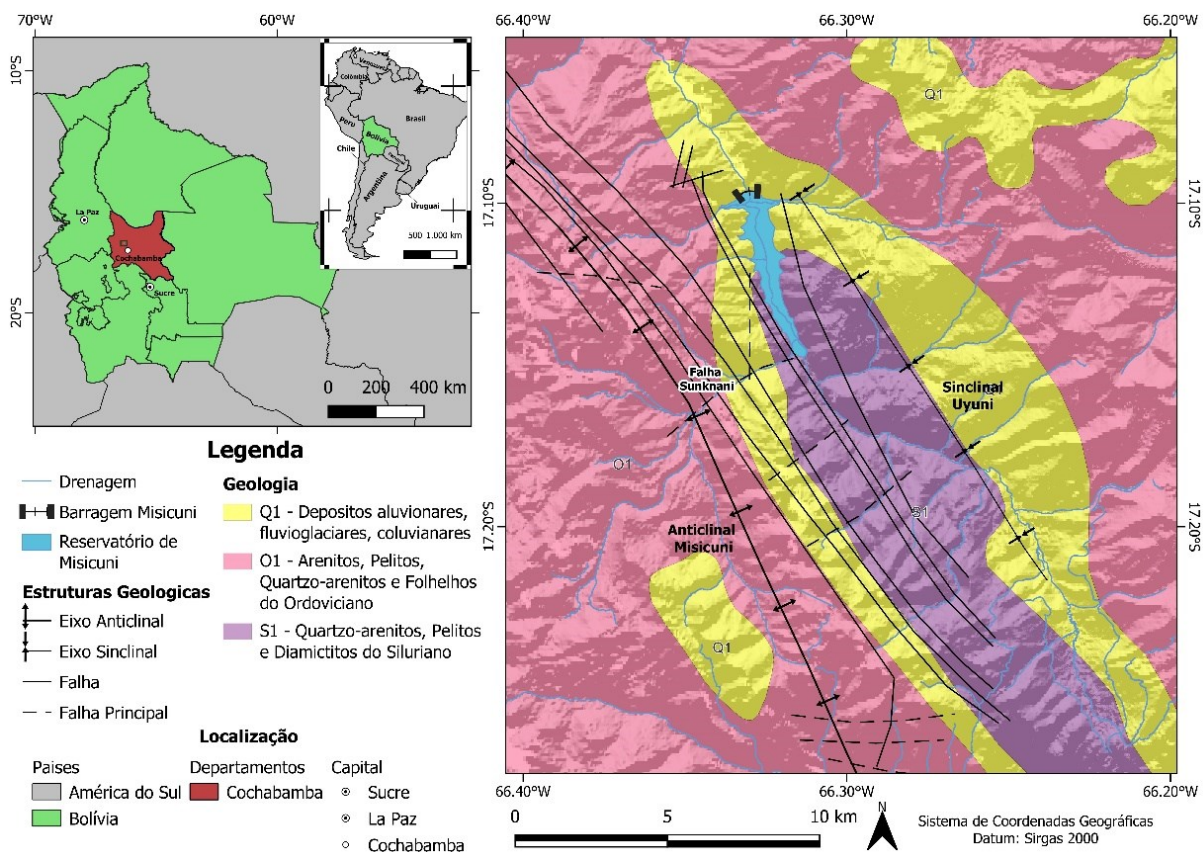 70°W
60°W
10°S
20°S
Venezuela
Colômbia
Peru
Brasil
Bolívia
Chile
Argentina
Uruguai
500 1.000 km
La Paz
Cochabamba
Sucre
0 200 400 km
66.40°W
66.30°W
66.20°W
17.10°S
17.20°S
17.10°S
17.20°S
Q1
Falha
Sunknani
Sinclinal
Uyuni
O1
S1
Anticlinal
Misicuni
Q1
66.40°W
66.30°W
66.20°W
Legenda
Drenagem
Barragem Misicuni
Reservatório de
Misicuni
Estruturas Geologicas
Eixo Anticlinal
Eixo Sinclinal
Falha
Falha Principal
Geologia
Q1 - Depositos aluvionares,
fluvioglaciares, coluvianares
O1 - Arenitos, Pelitos,
Quartzo-arenitos e Folhelhos
do Ordoviciano
S1 - Quartzo-arenitos, Pelitos
e Diamictitos do Siluriano
Localização
Paises
América do Sul
Bolívia
Departamentos
Cochabamba
Capital
Sucre
La Paz
Cochabamba
0 5 10 km
N
Sistema de Coordenadas Geográficas
Datum: Sirgas 2000